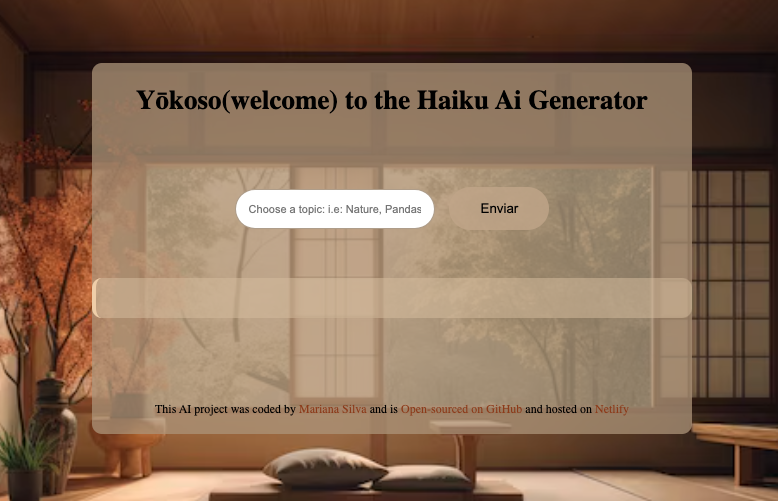 Yōkoso(welcome) to the Haiku Ai Generator
Choose a topic: i.e: Nature, Pandas
Enviar
This AI project was coded by Mariana Silva and is Open-sourced on GitHub and hosted on Netlify